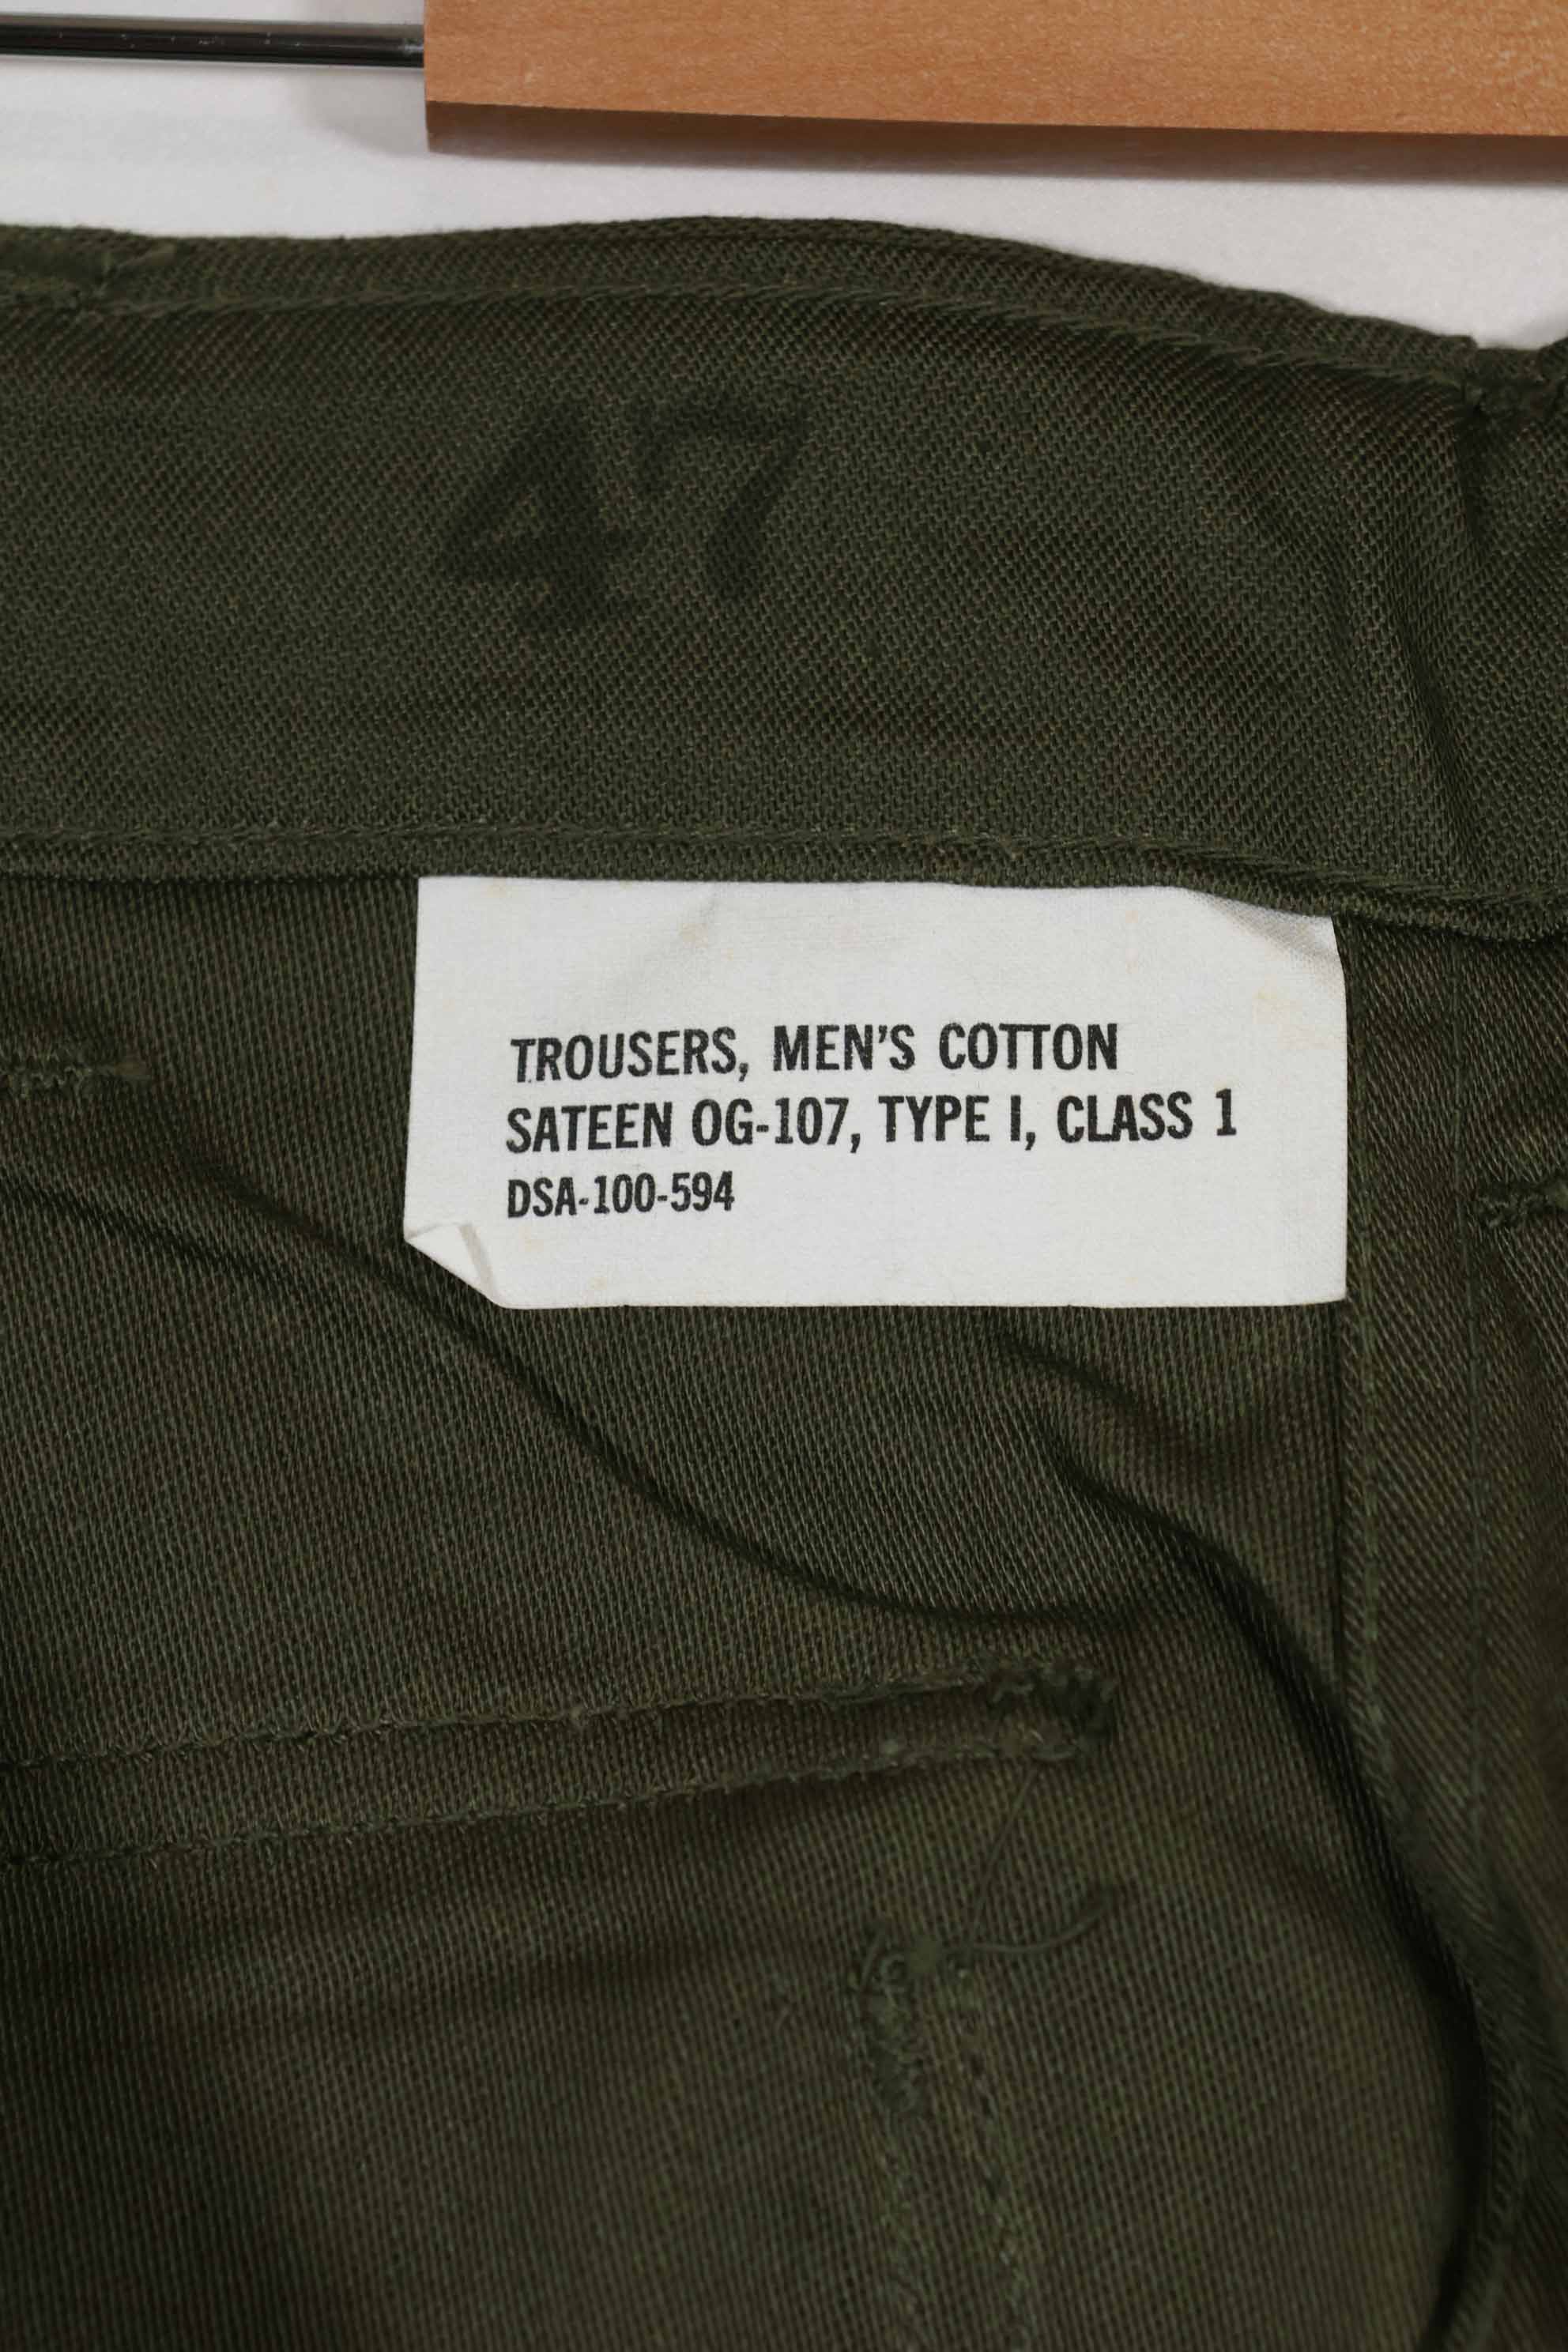 47
TROUSERS, MEN'S COTTON
SATEEN OG-107, TYPE I, CLASS 1
DSA-100-594